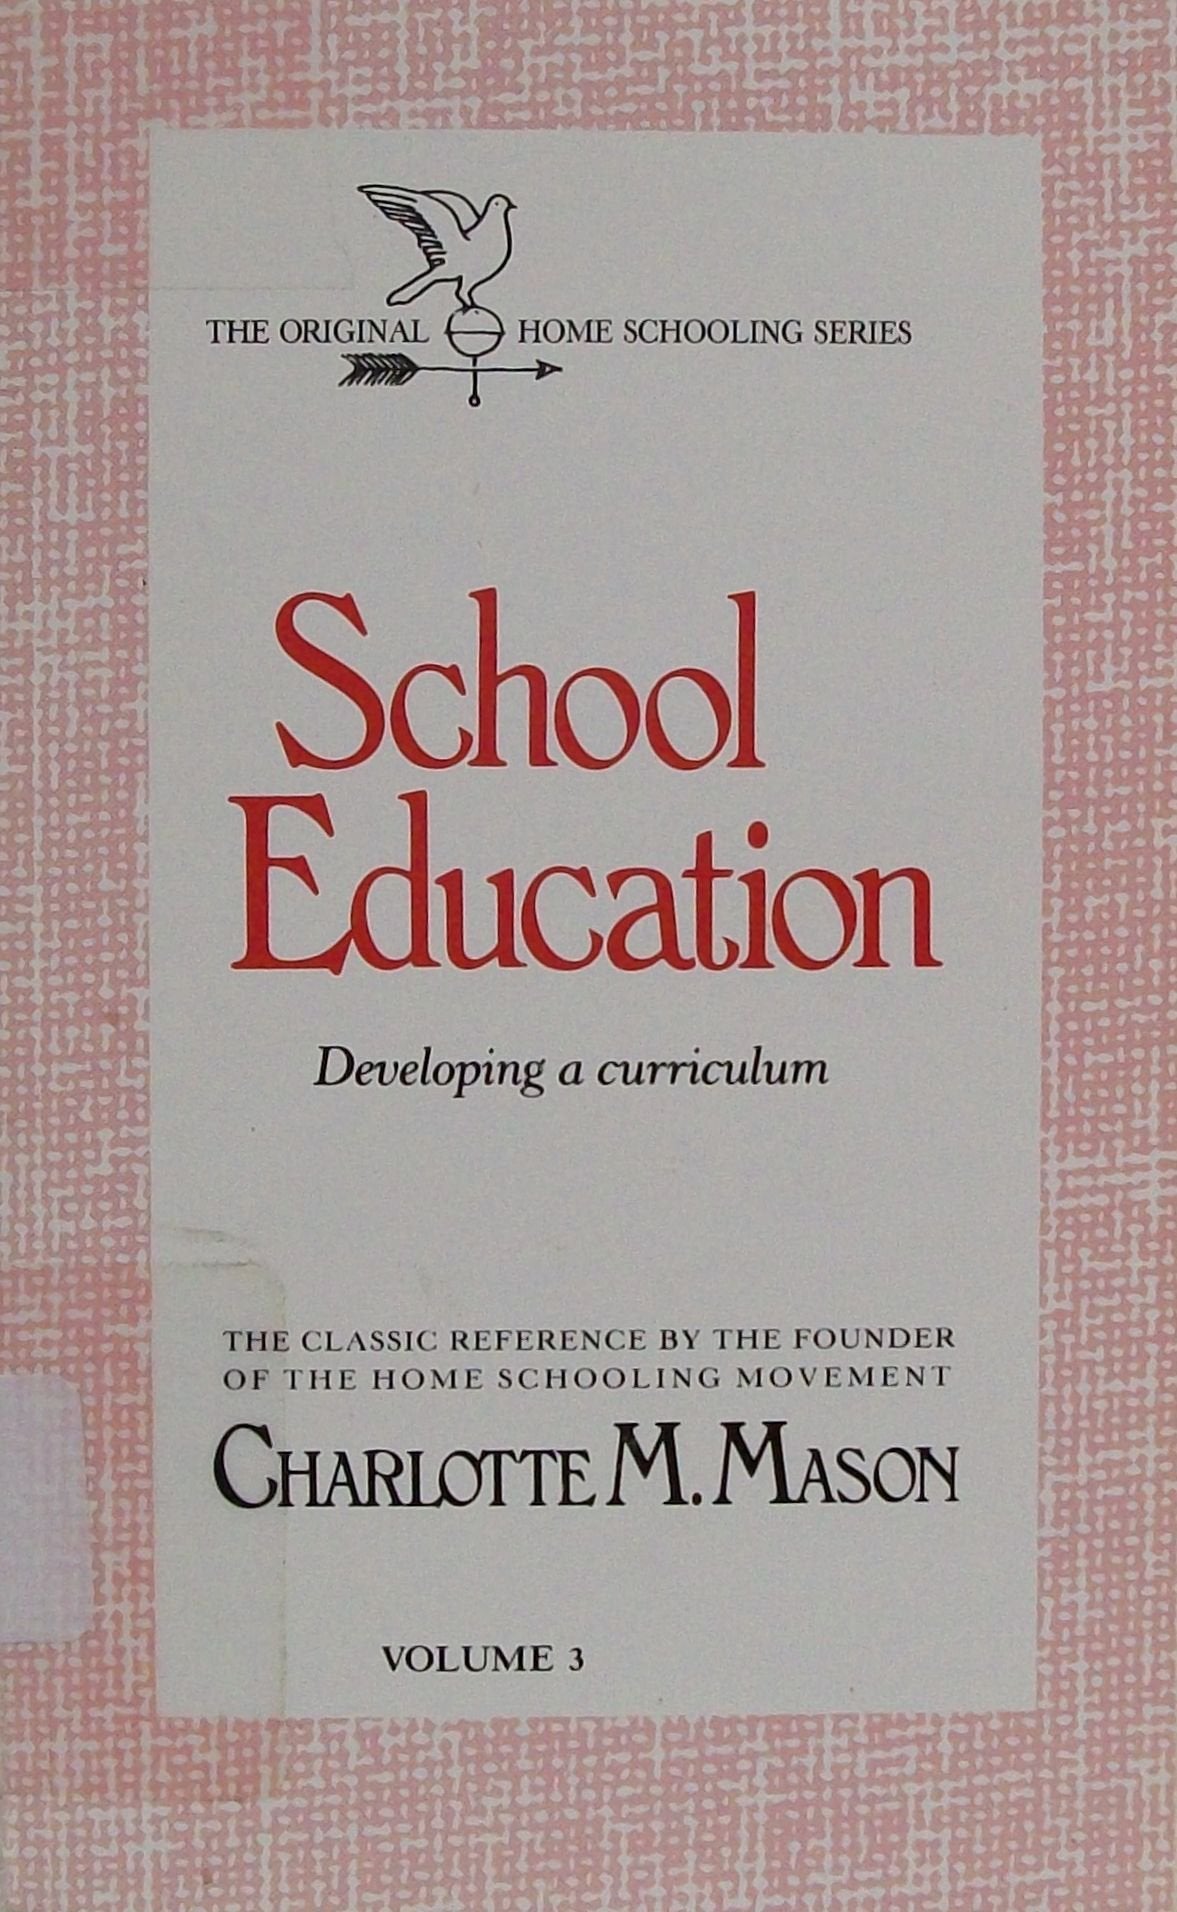 THE ORIGINAL HOME SCHOOLING SERIES
School
Education
Developing a curriculum
THE CLASSIC REFERENCE BY THE FOUNDER
OF THE HOME SCHOOLING MOVEMENT
CHARLOTTE M. MASON
VOLUME 3